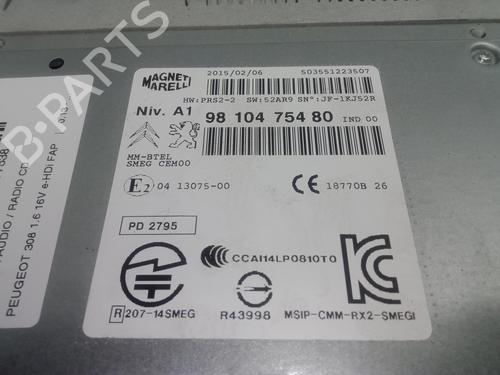 MAGNETI
MARELLI
2015/02/06 503551223507
HW:PRS2-2 SW:52AR9 SN°:JF-1KJ52R
Niv. A1
98 104 754 80 IND 00
MM-BTEL
SMEG CEM00
E2 04 13075-00
CE 18770B 26
PD 2795
CCAI14LP0810T0
R 207-14SMEG
R43998
MSIP-CMM-RX2-SMEG1
AUDIO / RADIO CD
PEUGEOT 308 1.6 16V e-HDI FAP
B-PARTS